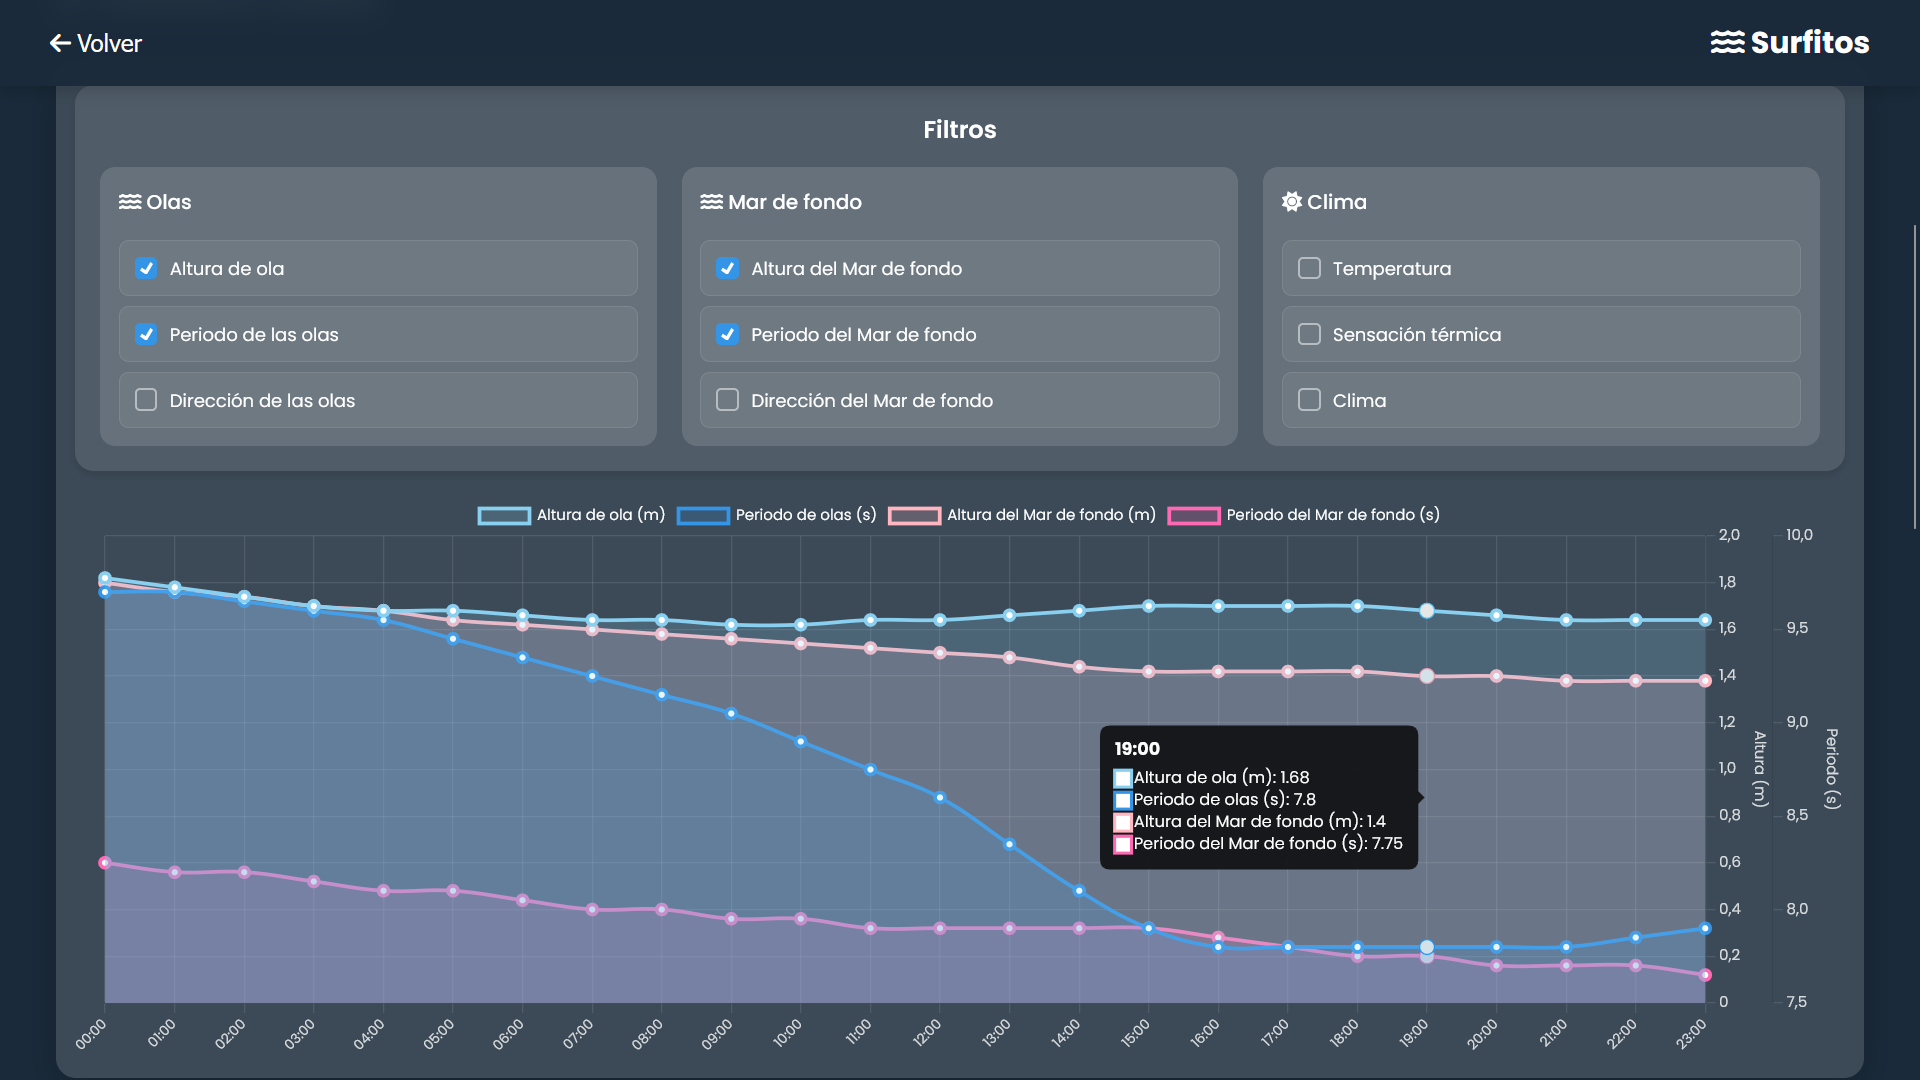 Volver
Surfitos
Filtros
Olas
Altura de ola
Periodo de las olas
Dirección de las olas
Mar de fondo
Altura del Mar de fondo
Periodo del Mar de fondo
Dirección del Mar de fondo
Clima
Temperatura
Sensación térmica
Clima
Altura de ola (m) Periodo de olas (s) Altura del Mar de fondo (m) Periodo del Mar de fondo (s)
2,0
1,8
1,6
1,4
1,2
1,0
0,8
0,6
0,4
0,2
0
Altura (m)
10,0
9,5
9,0
8,5
8,0
7,5
Periodo (s)
19:00
Altura de ola (m): 1.68
Periodo de olas (s): 7.8
Altura del Mar de fondo (m): 1.4
Periodo del Mar de fondo (s): 7.75
00:00 01:00 02:00 03:00 04:00 05:00 06:00 07:00 08:00 09:00 10:00 11:00 12:00 13:00 14:00 15:00 16:00 17:00 18:00 19:00 20:00 21:00 22:00 23:00